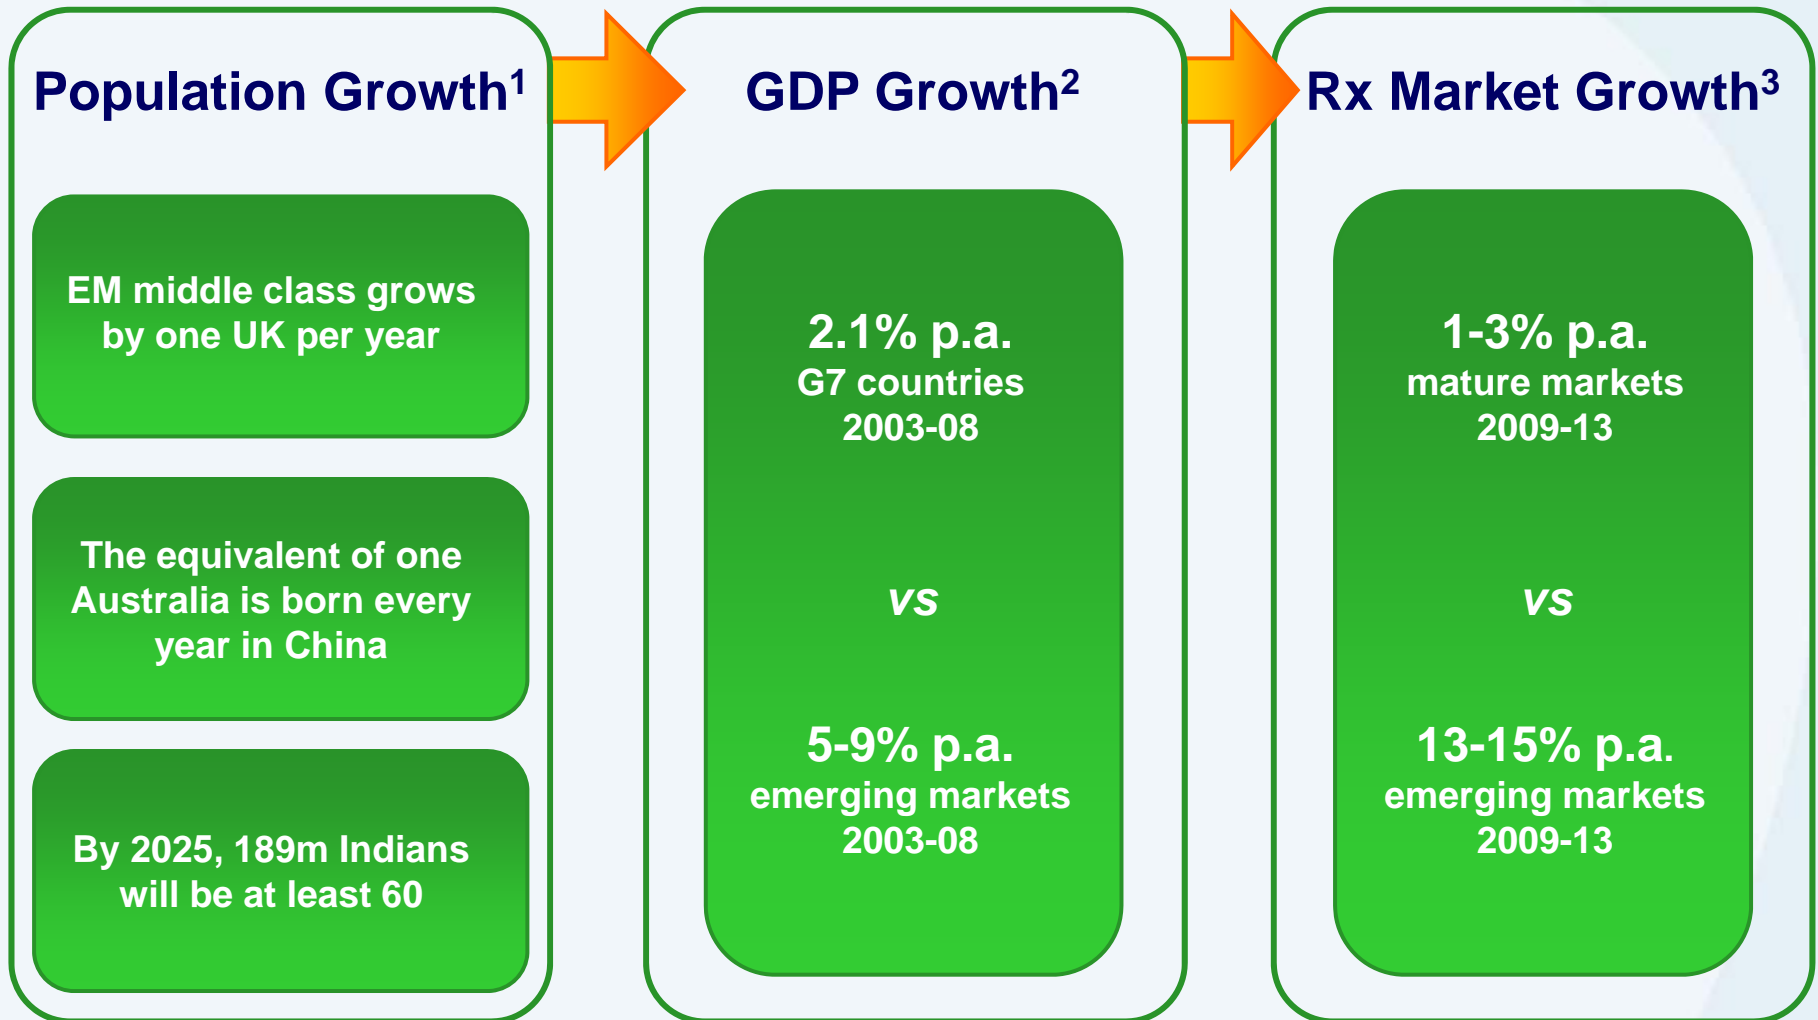 Population Growth¹
EM middle class grows
by one UK per year
The equivalent of one
Australia is born every
year in China
By 2025, 189m Indians
will be at least 60
GDP Growth²
2.1% p.a.
G7 countries
2003-08
vs
5-9% p.a.
emerging markets
2003-08
Rx Market Growth³
1-3% p.a.
mature markets
2009-13
vs
13-15% p.a.
emerging markets
2009-13